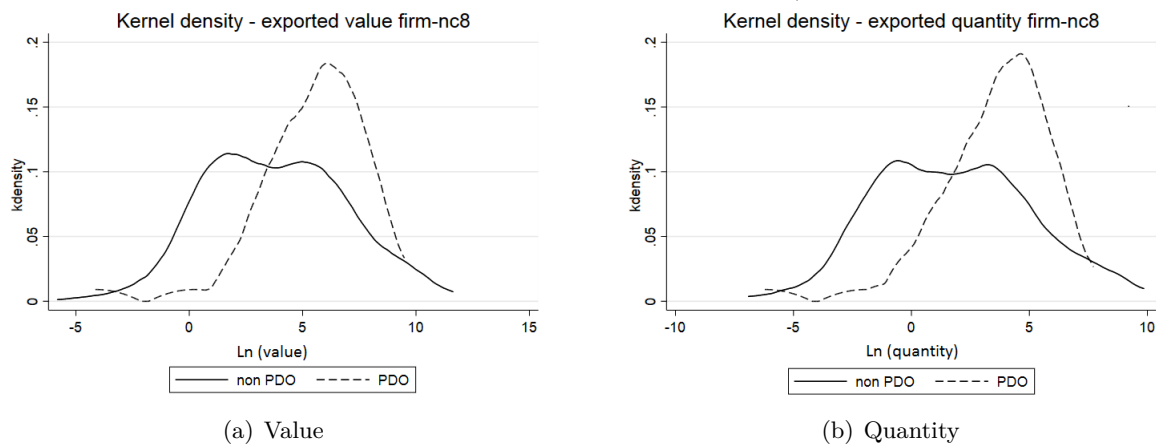 Kernel density - exported value firm-nc8
.2
.15
.1
.05
0
kdensity
-5 0 5 10 15
Ln (value)
non PDO PDO
(a) Value
Kernel density - exported quantity firm-nc8
.2
.15
.1
.05
0
kdensity
-10 -5 0 5 10
Ln (quantity)
non PDO PDO
(b) Quantity